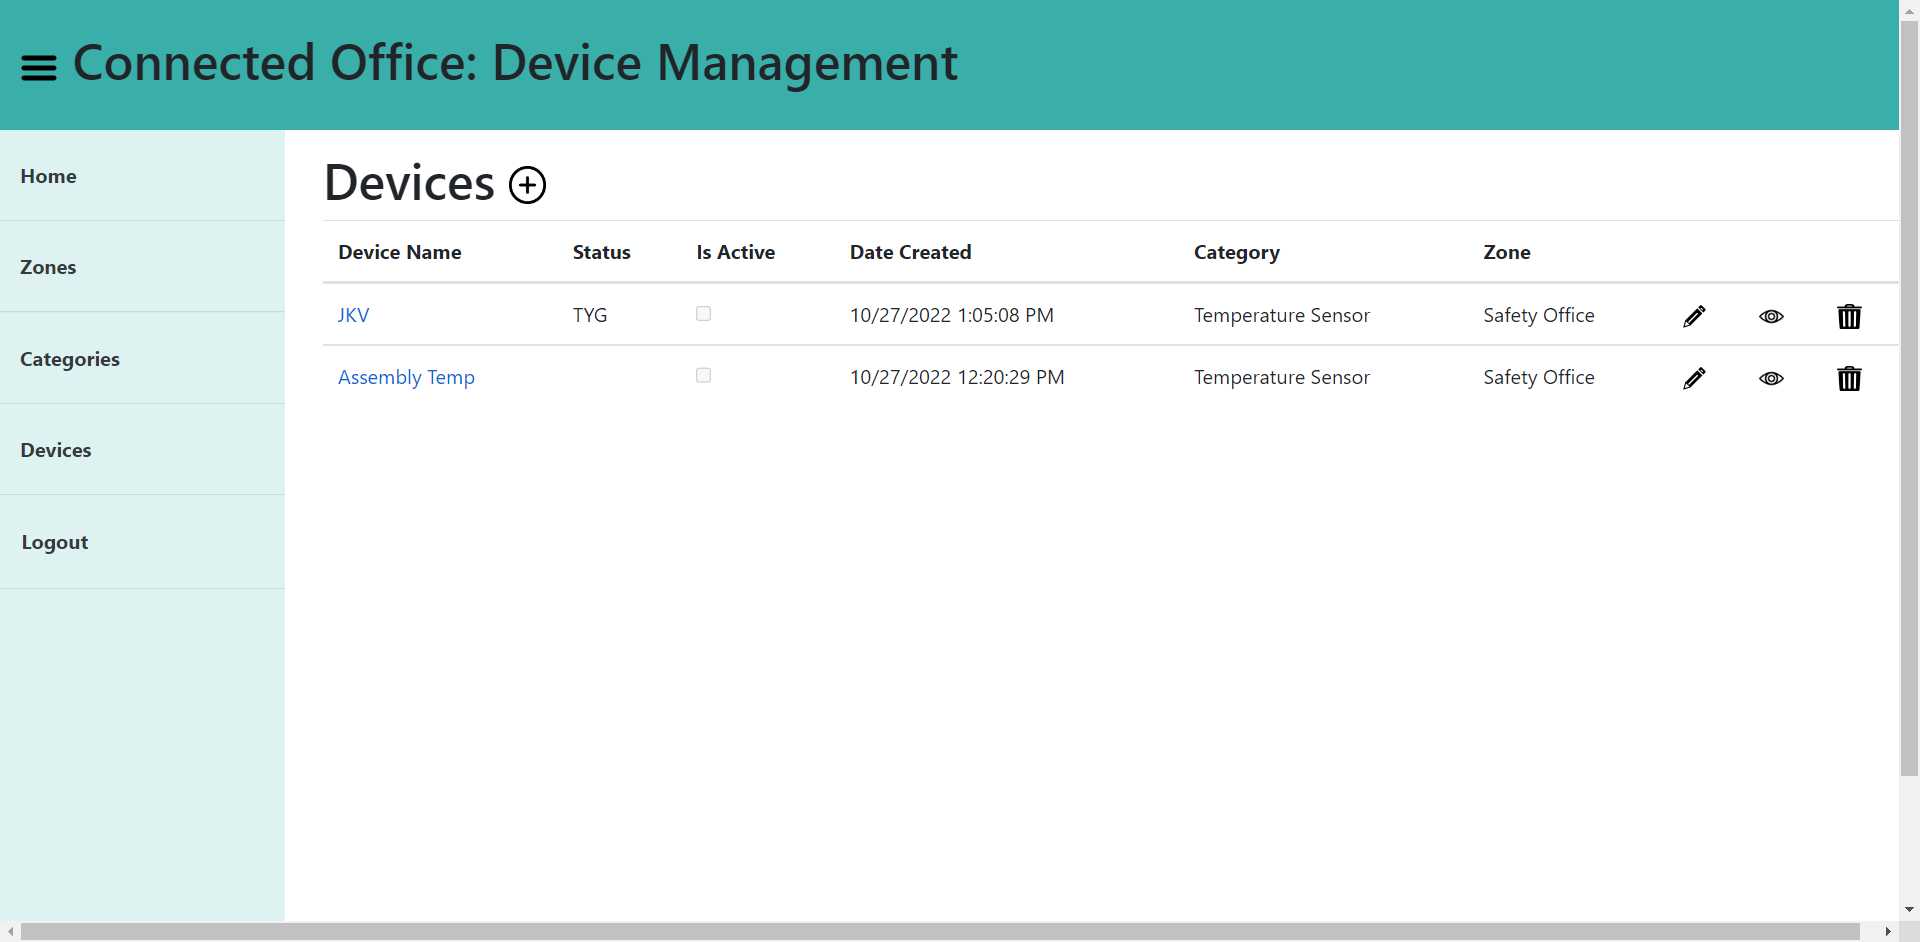 Connected Office: Device Management
Home
Zones
Categories
Devices
Logout
Devices
Device Name Status Is Active Date Created Category Zone
JKV TYG 10/27/2022 1:05:08 PM Temperature Sensor Safety Office
Assembly Temp 10/27/2022 12:20:29 PM Temperature Sensor Safety Office